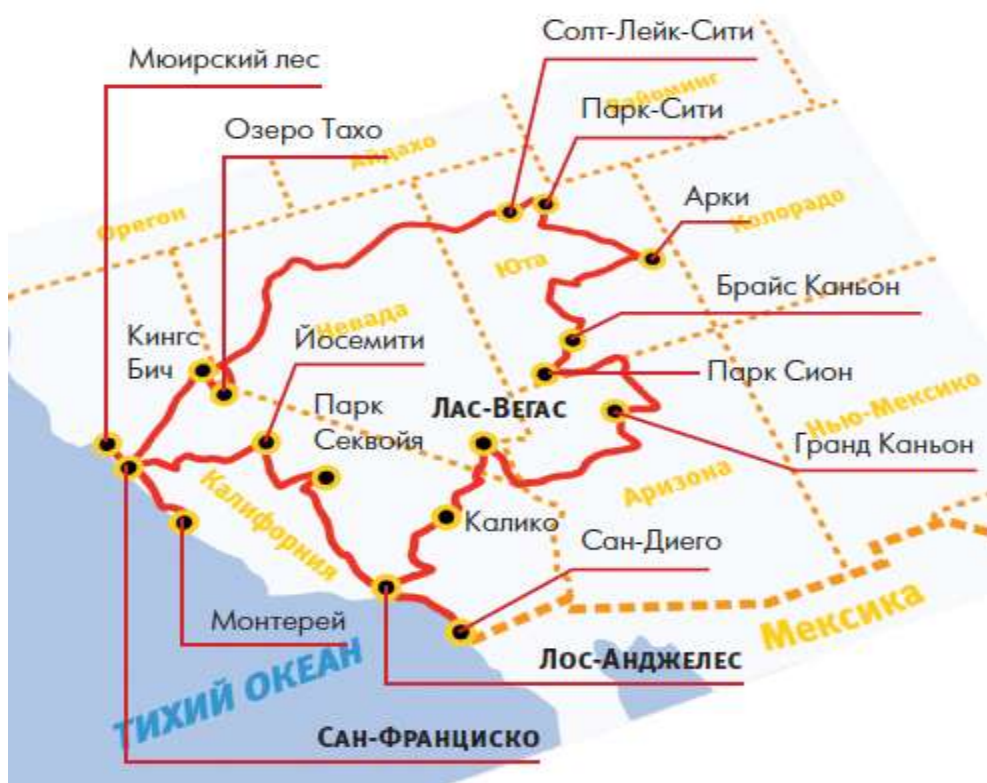 Солт-Лейк-Сити
Мюирский лес
Вайоминг
Парк-Сити
Озеро Тахо
Айдахо
Арки
Колорадо
Орегон
Юта
Брайс Каньон
Невада
Кингс
Бич
Йосемити
Парк Сион
Парк
Секвойя
Лас-Вегас
Нью-Мексико
Гранд Каньон
Аризона
Калифорния
Калико
Сан-Диего
Мексика
Монтерей
Лос-Анджелес
Тихий океан
Сан-Франциско